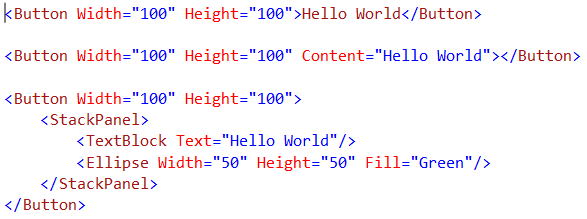 <Button Width="100" Height="100">Hello World</Button>
<Button Width="100" Height="100" Content="Hello World"></Button>
<Button Width="100" Height="100">
    <StackPanel>
        <TextBlock Text="Hello World"/>
        <Ellipse Width="50" Height="50" Fill="Green"/>
    </StackPanel>
</Button>